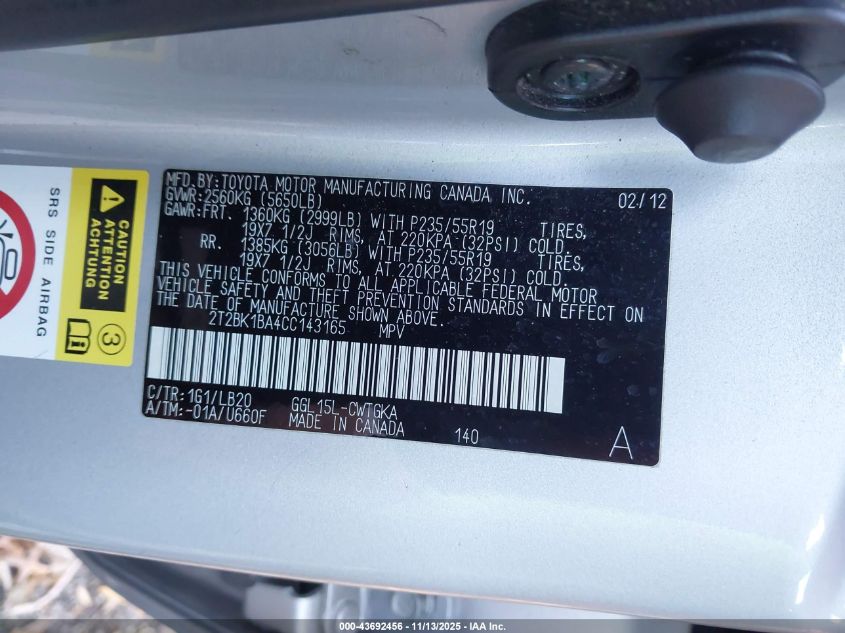 MFD.BY:TOYOTA MOTOR MANUFACTURING CANADA INC. 02/12
GVWR:2560KG (5650LB)
GAWR:FRT. 1360KG (2999LB) WITH P235/55R19 TIRES,
19X7 1/2J RIMS, AT 220KPA (32PSI) COLD.
RR. 1385KG (3056LB) WITH P235/55R19 TIRES,
19X7 1/2J RIMS, AT 220KPA (32PSI) COLD.
THIS VEHICLE CONFORMS TO ALL APPLICABLE FEDERAL MOTOR
VEHICLE SAFETY AND THEFT PREVENTION STANDARDS IN EFFECT ON
THE DATE OF MANUFACTURE SHOWN ABOVE.
2T2BK1BA4CC143165 MPV
C/TR:1G1/LB20 GGL15L-CWTGKA
A/TM:-01A/U660F MADE IN CANADA 140
A
SRS SIDE AIRBAG
CAUTION
ATTENTION
3
000-43692456 - 11/13/2025 - IAA Inc.